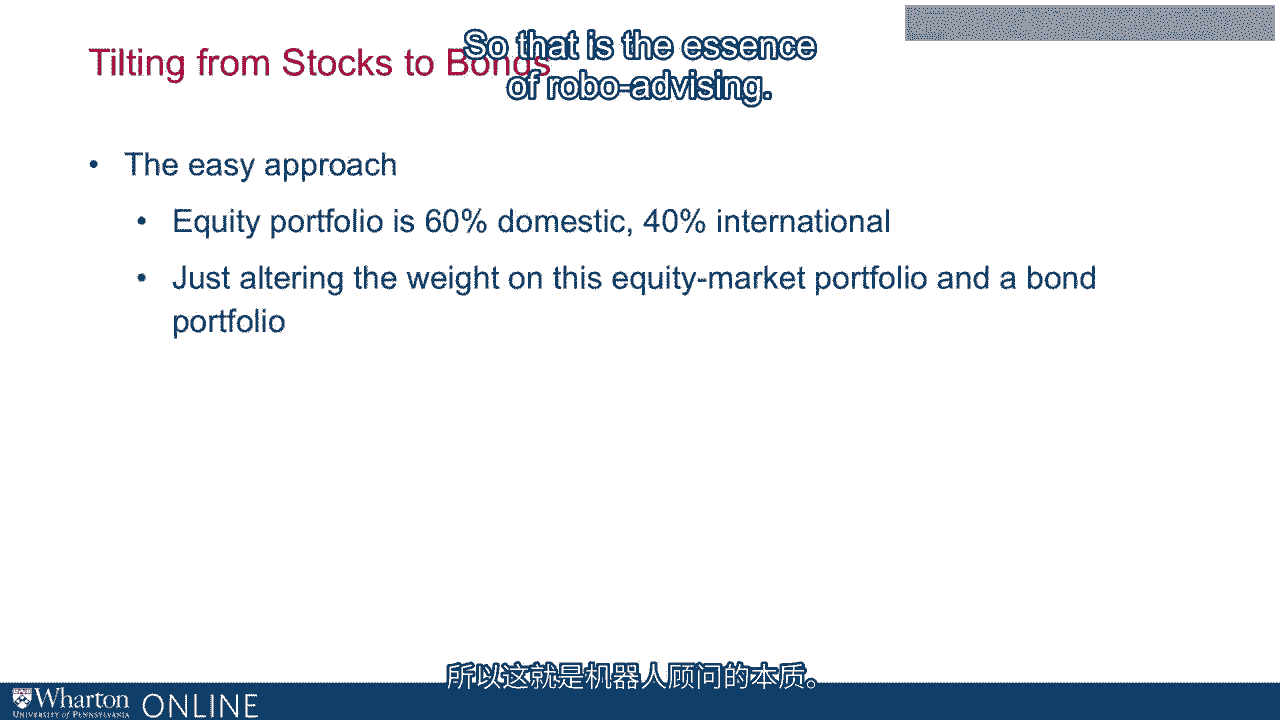 So that is the essence
of robo-advising.
Tilting from Stocks to Bonds
• The easy approach
• Equity portfolio is 60% domestic, 40% international
• Just altering the weight on this equity-market portfolio and a bond
portfolio
所以这就是机器人顾问的本质。
Wharton
UNIVERSITY of PENNSYLVANIA
ONLINE